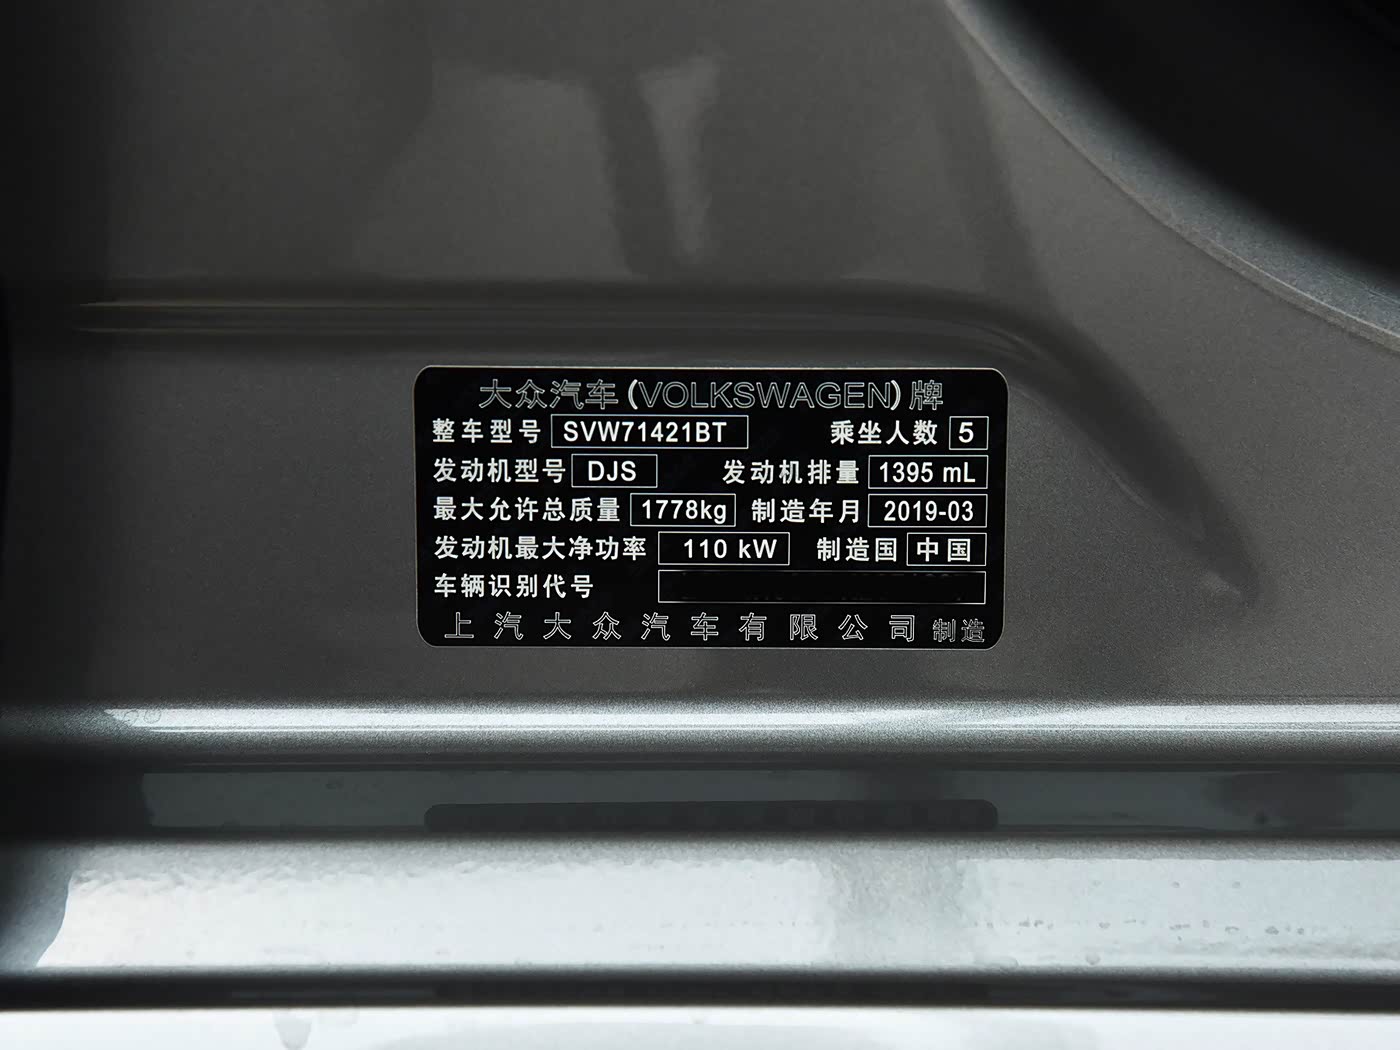 大众汽车(VOLKSWAGEN)牌
整车型号 SVW71421BT 乘坐人数 5
发动机型号 DJS 发动机排量 1395 mL
最大允许总质量 1778kg 制造年月 2019-03
发动机最大净功率 110 kW 制造国 中国
车辆识别代号
上汽大众汽车有限公司 制造